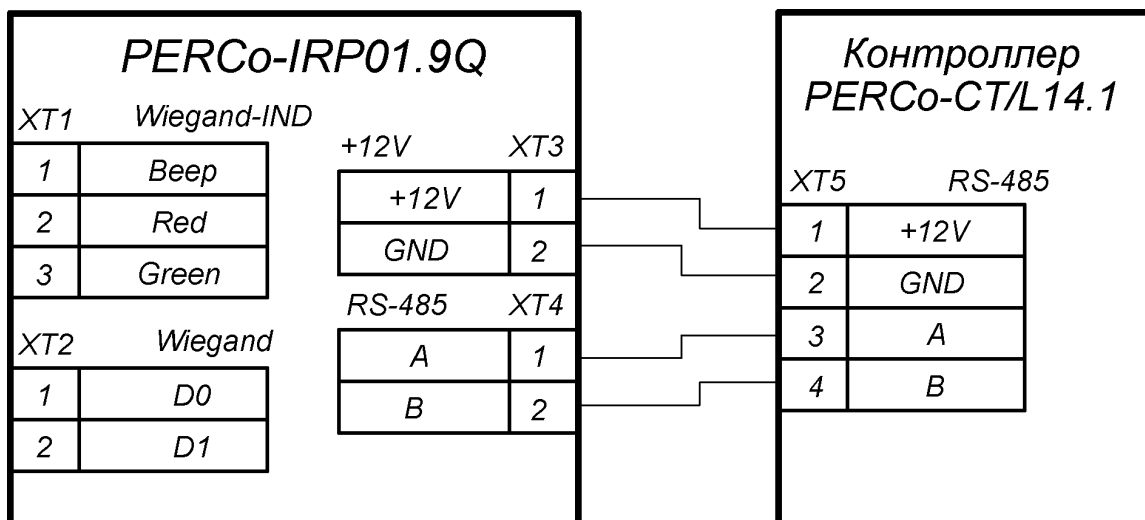 PERCo-IRP01.9Q
XT1 Wiegand-IND
1 Beep
2 Red
3 Green
XT2 Wiegand
1 D0
2 D1
+12V XT3
+12V 1
GND 2
RS-485 XT4
A 1
B 2
Контроллер
PERCo-CT/L14.1
XT5 RS-485
1 +12V
2 GND
3 A
4 B